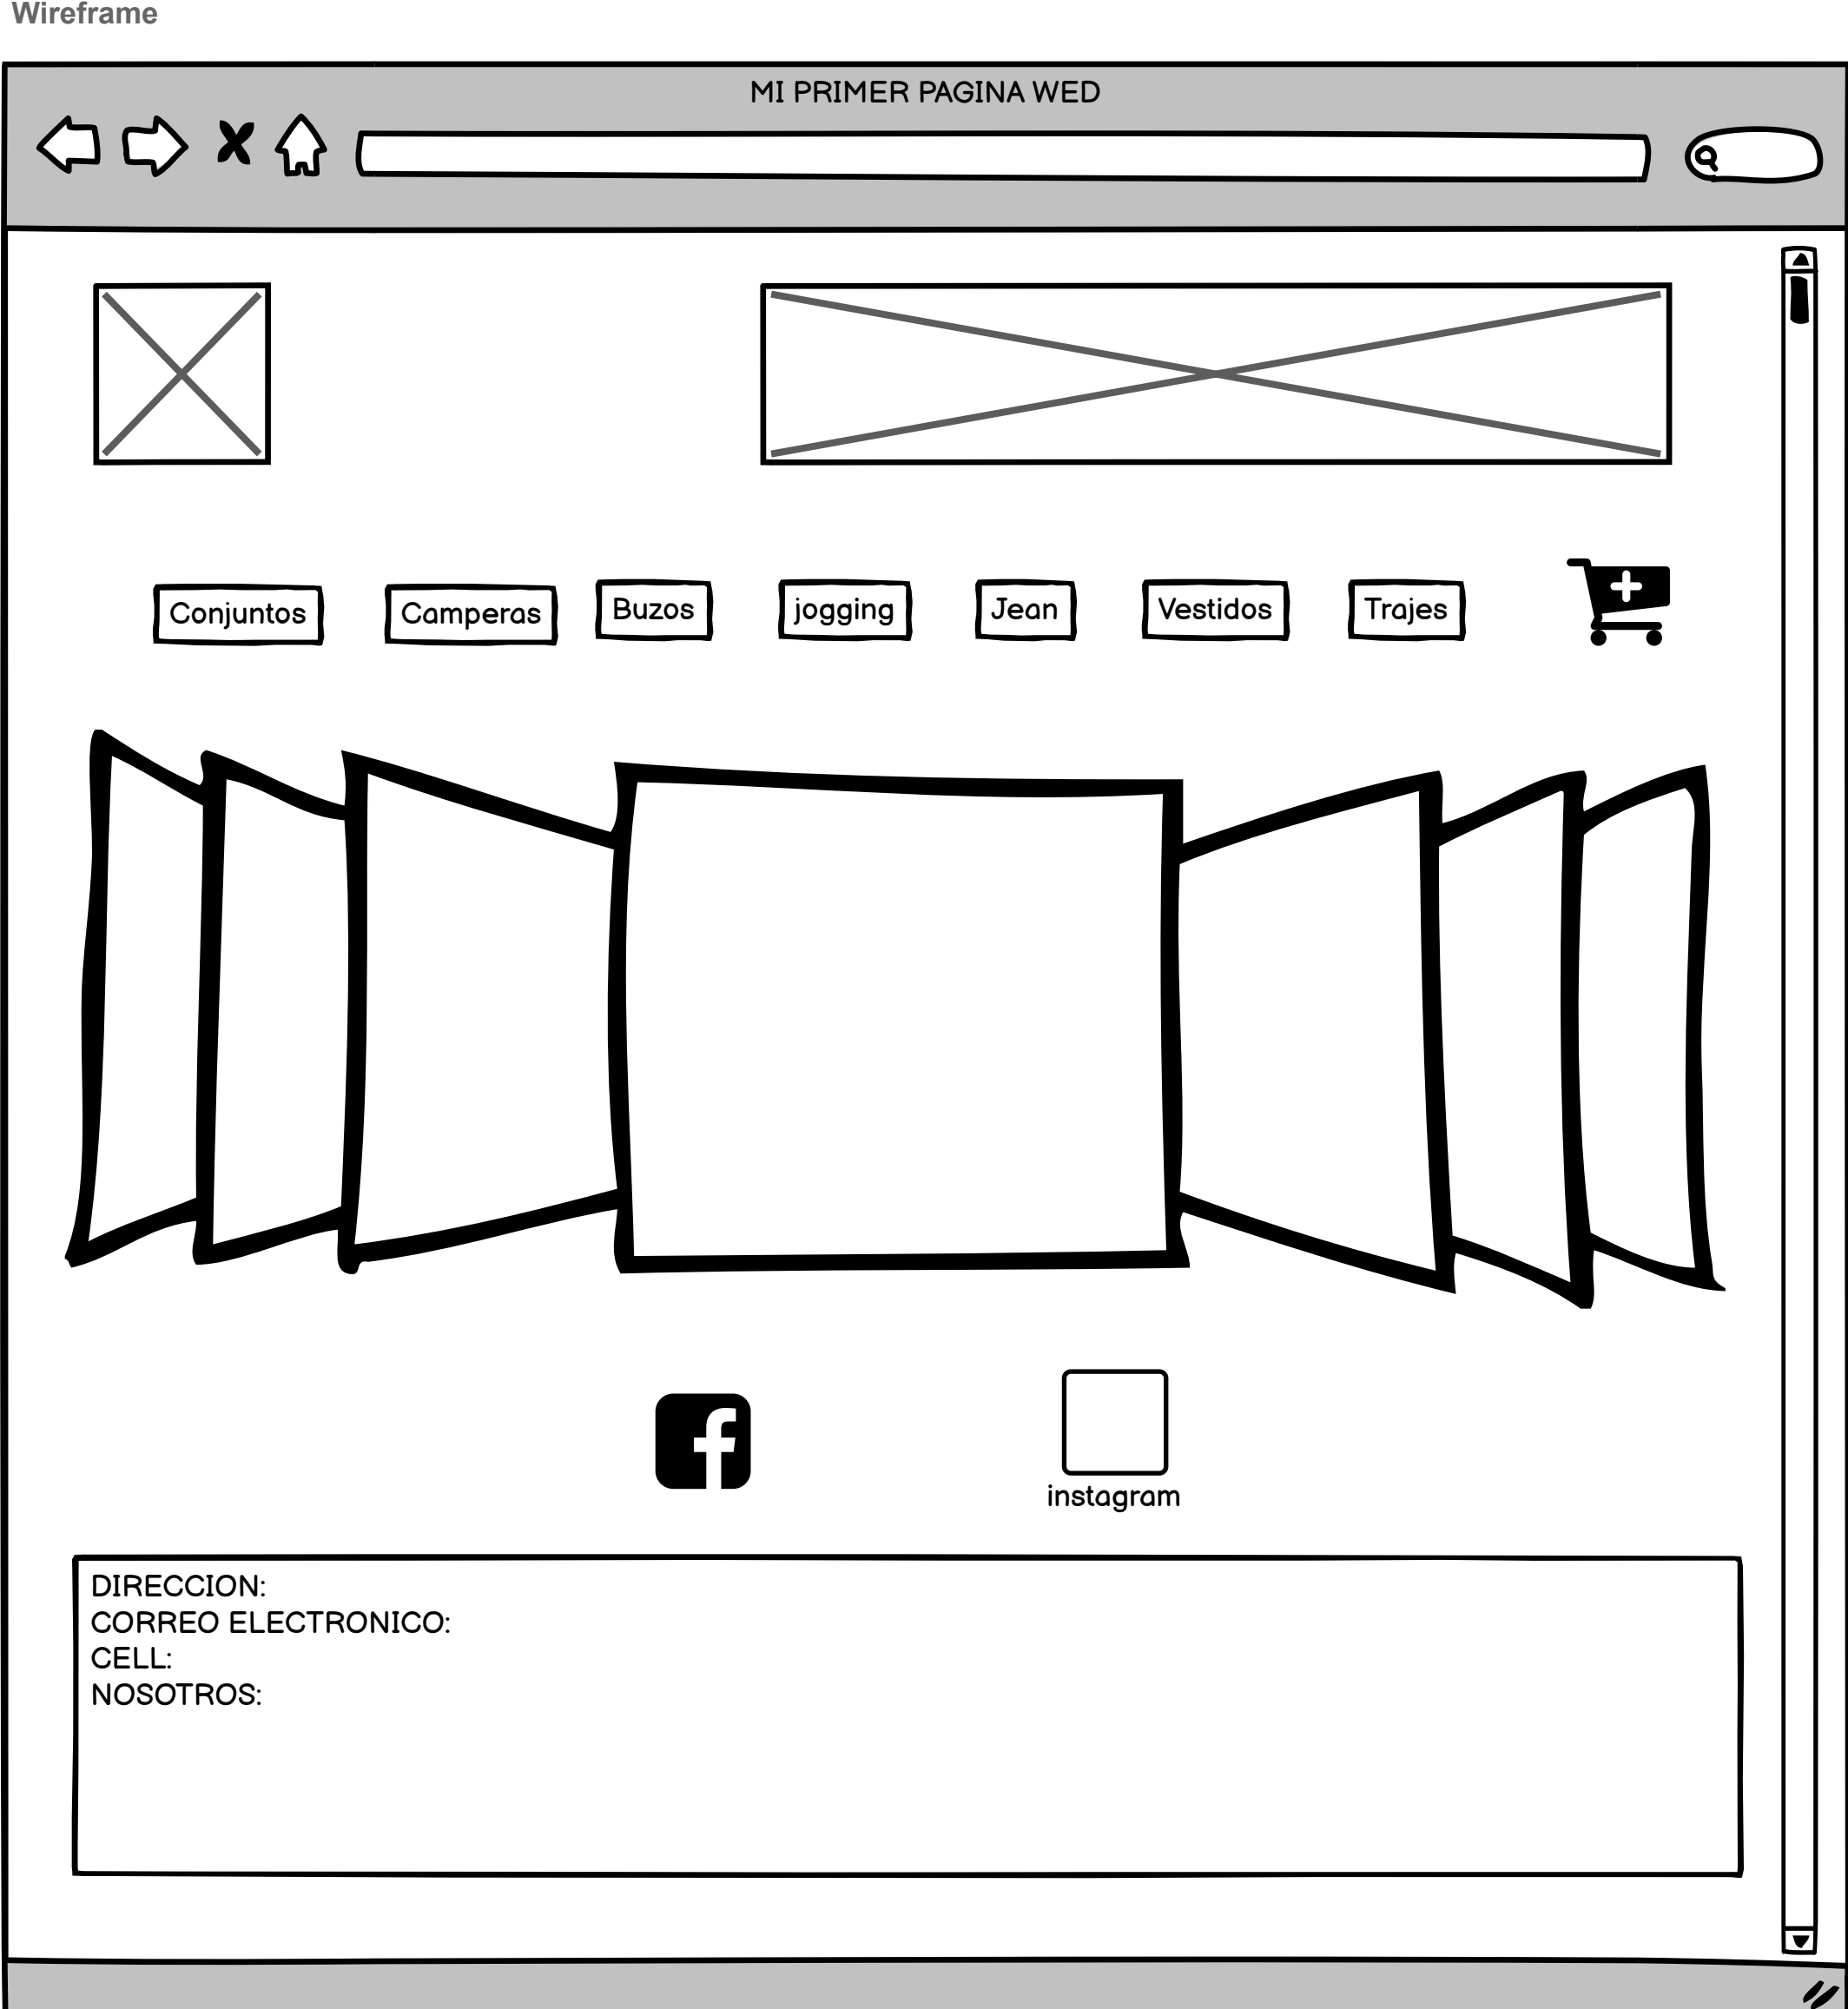 Wireframe
MI PRIMER PAGINA WED
Conjuntos
Camperas
Buzos
jogging
Jean
Vestidos
Trajes
instagram
DIRECCION:
CORREO ELECTRONICO:
CELL:
NOSOTROS: